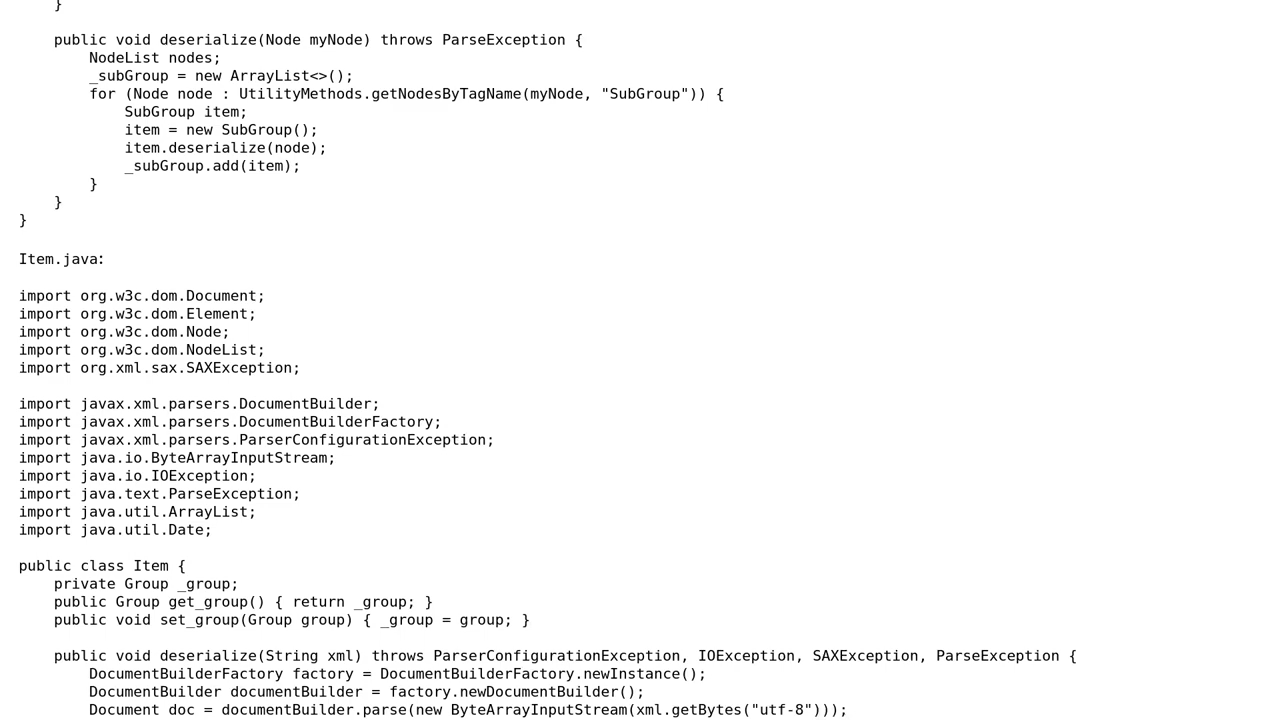 }
    public void deserialize(Node myNode) throws ParseException {
        NodeList nodes;
        _subGroup = new ArrayList<>();
        for (Node node : UtilityMethods.getNodesByTagName(myNode, "SubGroup")) {
            SubGroup item;
            item = new SubGroup();
            item.deserialize(node);
            _subGroup.add(item);
        }
    }
}
Item.java:
import org.w3c.dom.Document;
import org.w3c.dom.Element;
import org.w3c.dom.Node;
import org.w3c.dom.NodeList;
import org.xml.sax.SAXException;
import javax.xml.parsers.DocumentBuilder;
import javax.xml.parsers.DocumentBuilderFactory;
import javax.xml.parsers.ParserConfigurationException;
import java.io.ByteArrayInputStream;
import java.io.IOException;
import java.text.ParseException;
import java.util.ArrayList;
import java.util.Date;
public class Item {
    private Group _group;
    public Group get_group() { return _group; }
    public void set_group(Group group) { _group = group; }
    public void deserialize(String xml) throws ParserConfigurationException, IOException, SAXException, ParseException {
        DocumentBuilderFactory factory = DocumentBuilderFactory.newInstance();
        DocumentBuilder documentBuilder = factory.newDocumentBuilder();
        Document doc = documentBuilder.parse(new ByteArrayInputStream(xml.getBytes("utf-8")));